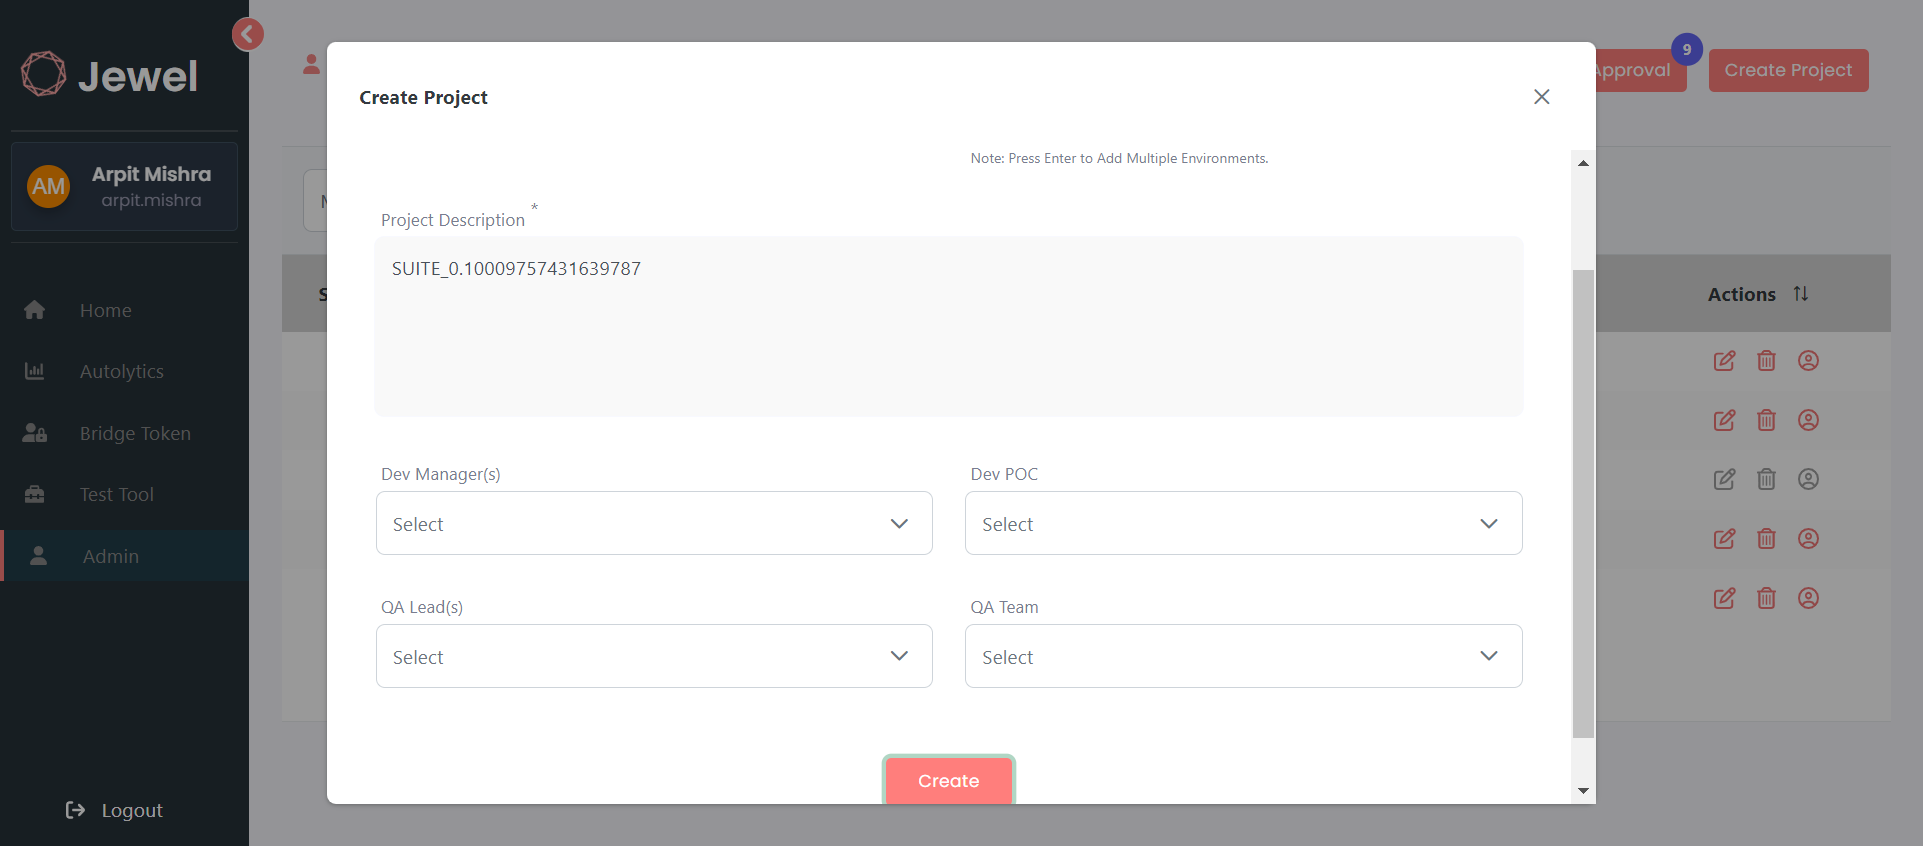 Jewel
AM
Arpit Mishra
arpit.mishra
Home
Autolytics
Bridge Token
Test Tool
Admin
Logout
Approval
9
Create Project
Create Project
Note: Press Enter to Add Multiple Environments.
Project Description *
SUITE_0.10009757431639787
Actions
Dev Manager(s)
Dev POC
Select
Select
QA Lead(s)
QA Team
Select
Select
Create